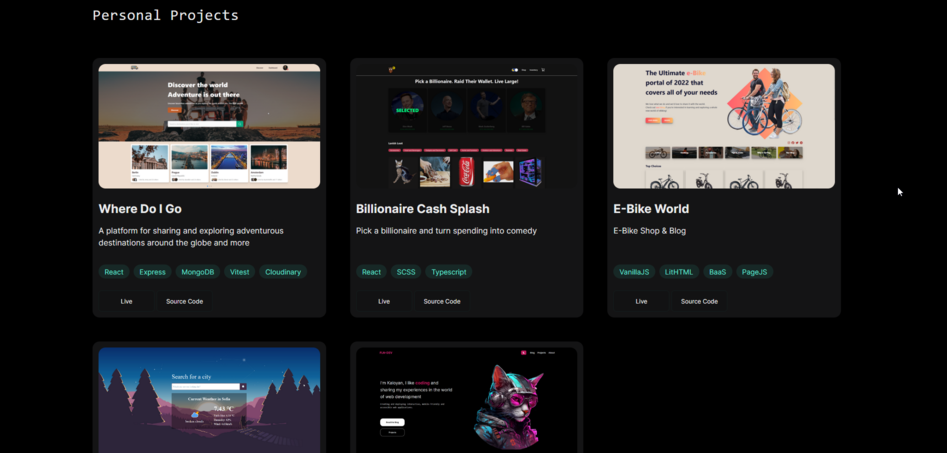 Personal Projects
Discover the world
Adventure is out there
Pick a Billionaire. Raid Their Wallet. Live Large!
SELECTED
The Ultimate e-Bike
portal of 2022 that
covers all of your needs
Top Choices
Where Do I Go
A platform for sharing and exploring adventurous
destinations around the globe and more
React
Express
MongoDB
Vitest
Cloudinary
Live
Source Code
Billionaire Cash Splash
Pick a billionaire and turn spending into comedy
React
SCSS
Typescript
Live
Source Code
E-Bike World
E-Bike Shop & Blog
VanillaJS
LitHTML
BaaS
PageJS
Live
Source Code
Search for a city
Current Weather in Sofia
7.43 °C
I'm Kaloyan, I like coding and
sharing my experiences in the world
of web development